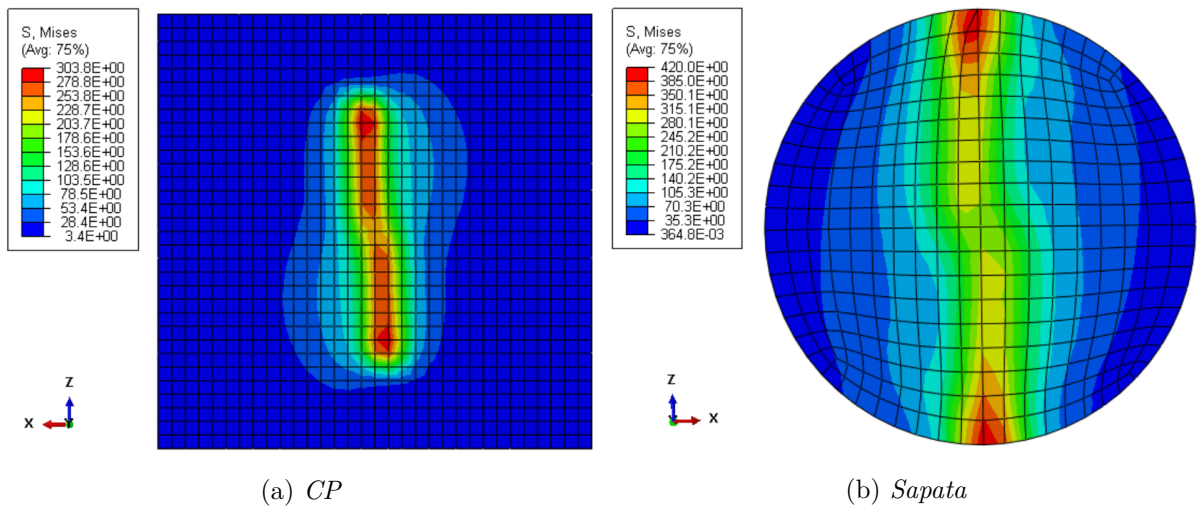 S, Mises
(Avg: 75%)
303.8E+00
278.8E+00
253.8E+00
228.7E+00
203.7E+00
178.6E+00
153.6E+00
128.6E+00
103.5E+00
78.5E+00
53.4E+00
28.4E+00
3.4E+00
Z
X
Y
(a) CP
S, Mises
(Avg: 75%)
420.0E+00
385.0E+00
350.1E+00
315.1E+00
280.1E+00
245.2E+00
210.2E+00
175.2E+00
140.2E+00
105.3E+00
70.3E+00
35.3E+00
364.8E-03
Z
Y
X
(b) Sapata